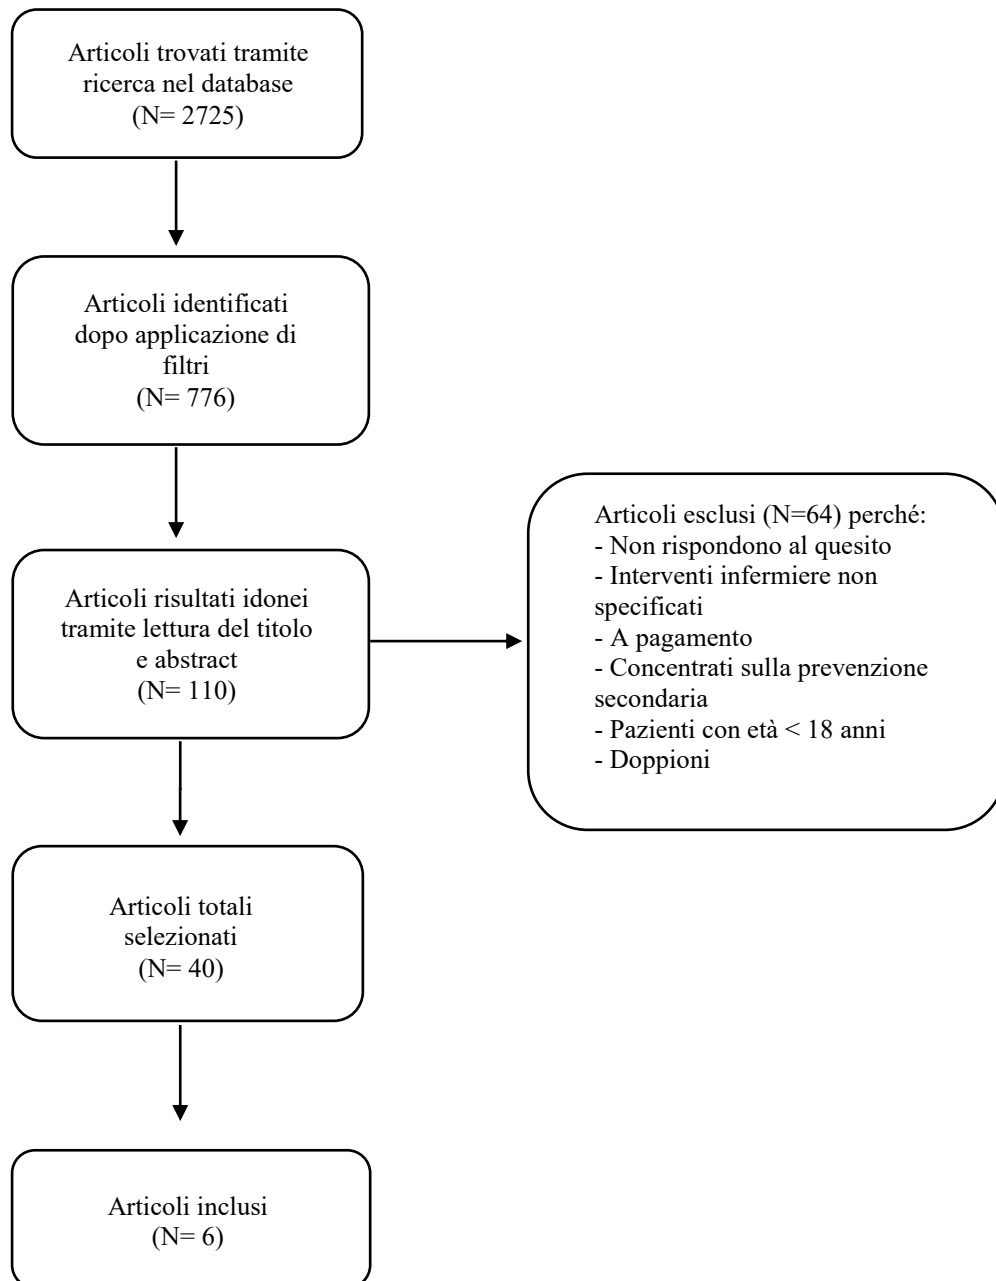 Articoli trovati tramite
ricerca nel database
(N= 2725)
Articoli identificati
dopo applicazione di
filtri
(N= 776)
Articoli risultati idonei
tramite lettura del titolo
e abstract
(N= 110)
Articoli esclusi (N=64) perché:
- Non rispondono al quesito
- Interventi infermiere non
specificati
- A pagamento
- Concentrati sulla prevenzione
secondaria
- Pazienti con età < 18 anni
- Doppioni
Articoli totali
selezionati
(N= 40)
Articoli inclusi
(N= 6)